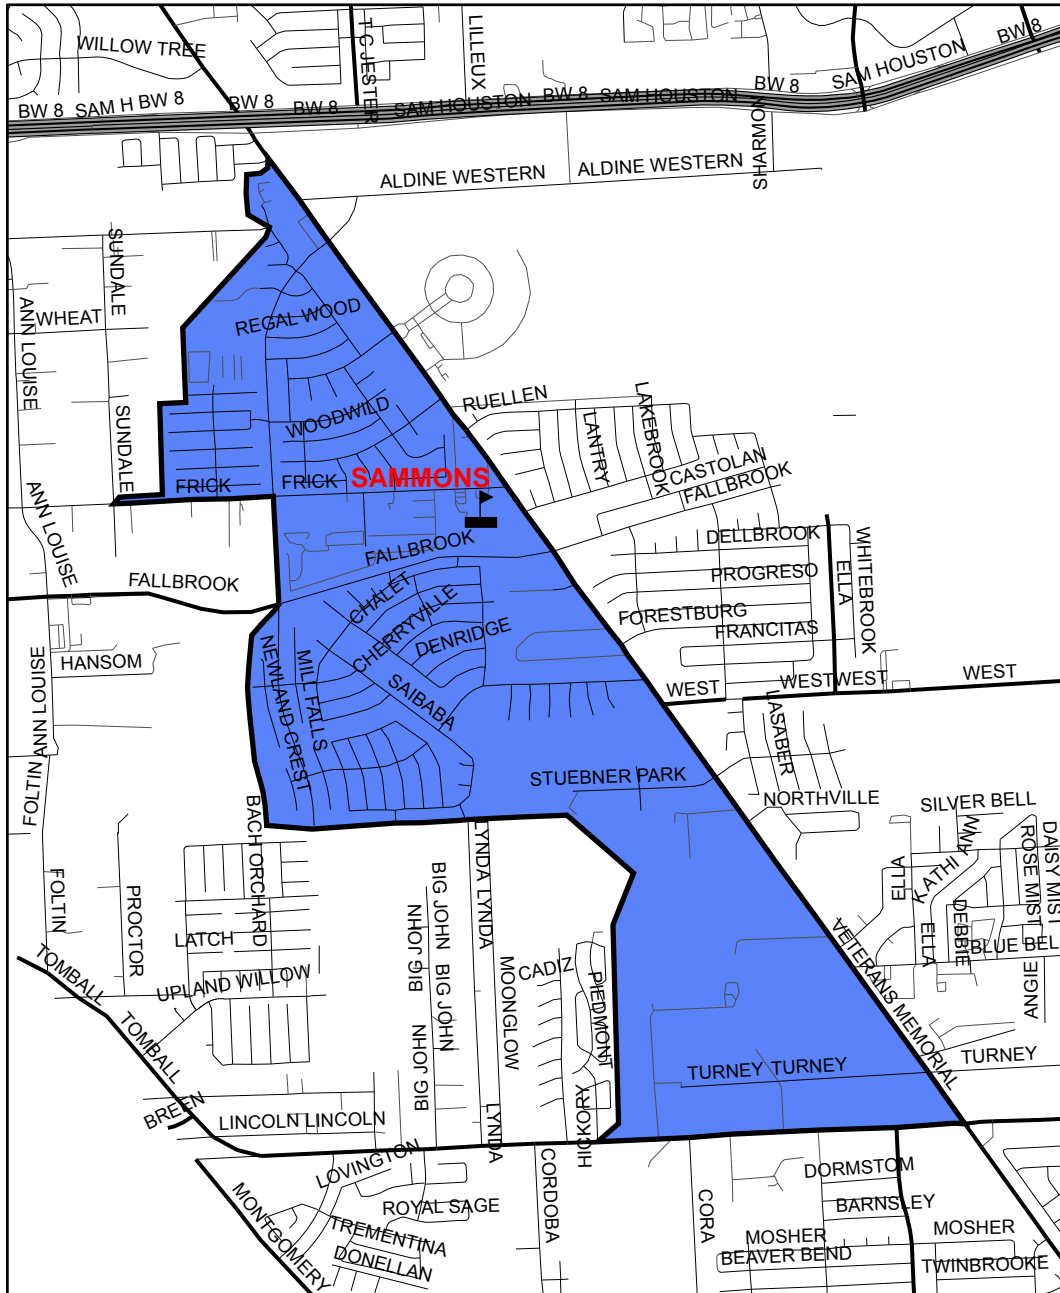 WILLOW TREE
T C JESTER
LILLEUX
BW 8
SAM HOUSTON
BW 8
SAM H
BW 8
BW 8
BW 8
SAM HOUSTON
BW 8
SAM HOUSTON
BW 8
SHARMON
ALDINE WESTERN
ALDINE WESTERN
SUNDALE
ANN LOUISE
WHEAT
REGAL WOOD
RUELLEN
LAKEBROOK
LANTRY
SUNDALE
WOODWILD
CASTOLAN
FALLBROOK
SAMMONS
FRICK
FRICK
ANN LOUISE
DELLBROOK
WHITEBROOK
ELLA
FALLBROOK
FALLBROOK
PROGRESO
CHALET
CHERRYVILLE
FORESTBURG
FRANCITAS
DENRIDGE
HANSOM
ANN LOUISE
NEWLAND CREST
MILL FALLS
SAIBABA
WEST
WEST
WEST
WEST
LASABER
FOLTIN
STUEBNER PARK
NORTHVILLE
SILVER BELL
BACH ORCHARD
LYNDA
LYNDA
KATHI ANN
ROSE MIST
DAISY MIST
ELLA
BIG JOHN
BIG JOHN
FOLTIN
PROCTOR
DEBBIE
ELLA
LATCH
BLUE BEL
VETERANS MEMORIAL
TOMBALL
UPLAND WILLOW
BIG JOHN
MOONGLOW
CADIZ
PIEDMONT
ANGIE
TOMBALL
TURNEY
TURNEY
TURNEY
BREEN
LINCOLN
LINCOLN
BIG JOHN
LYNDA
HICKORY
LOVINGTON
CORDOBA
DORMSTOM
MONTGOMERY
ROYAL SAGE
CORA
BARNSLEY
TREMENTINA
MOSHER
MOSHER
DONELLAN
BEAVER BEND
TWINBROOKE